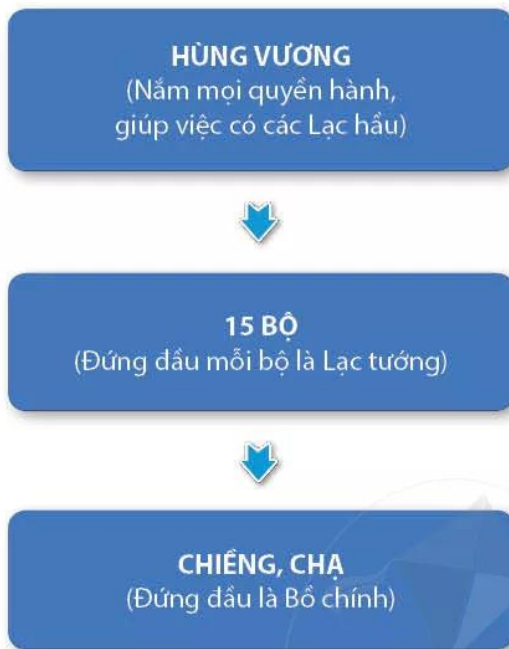 HÙNG VƯƠNG
(Nắm mọi quyền hành,
giúp việc có các Lạc hầu)
15 BỘ
(Đứng đầu mỗi bộ là Lạc tướng)
CHIỀNG, CHẠ
(Đứng đầu là Bồ chính)